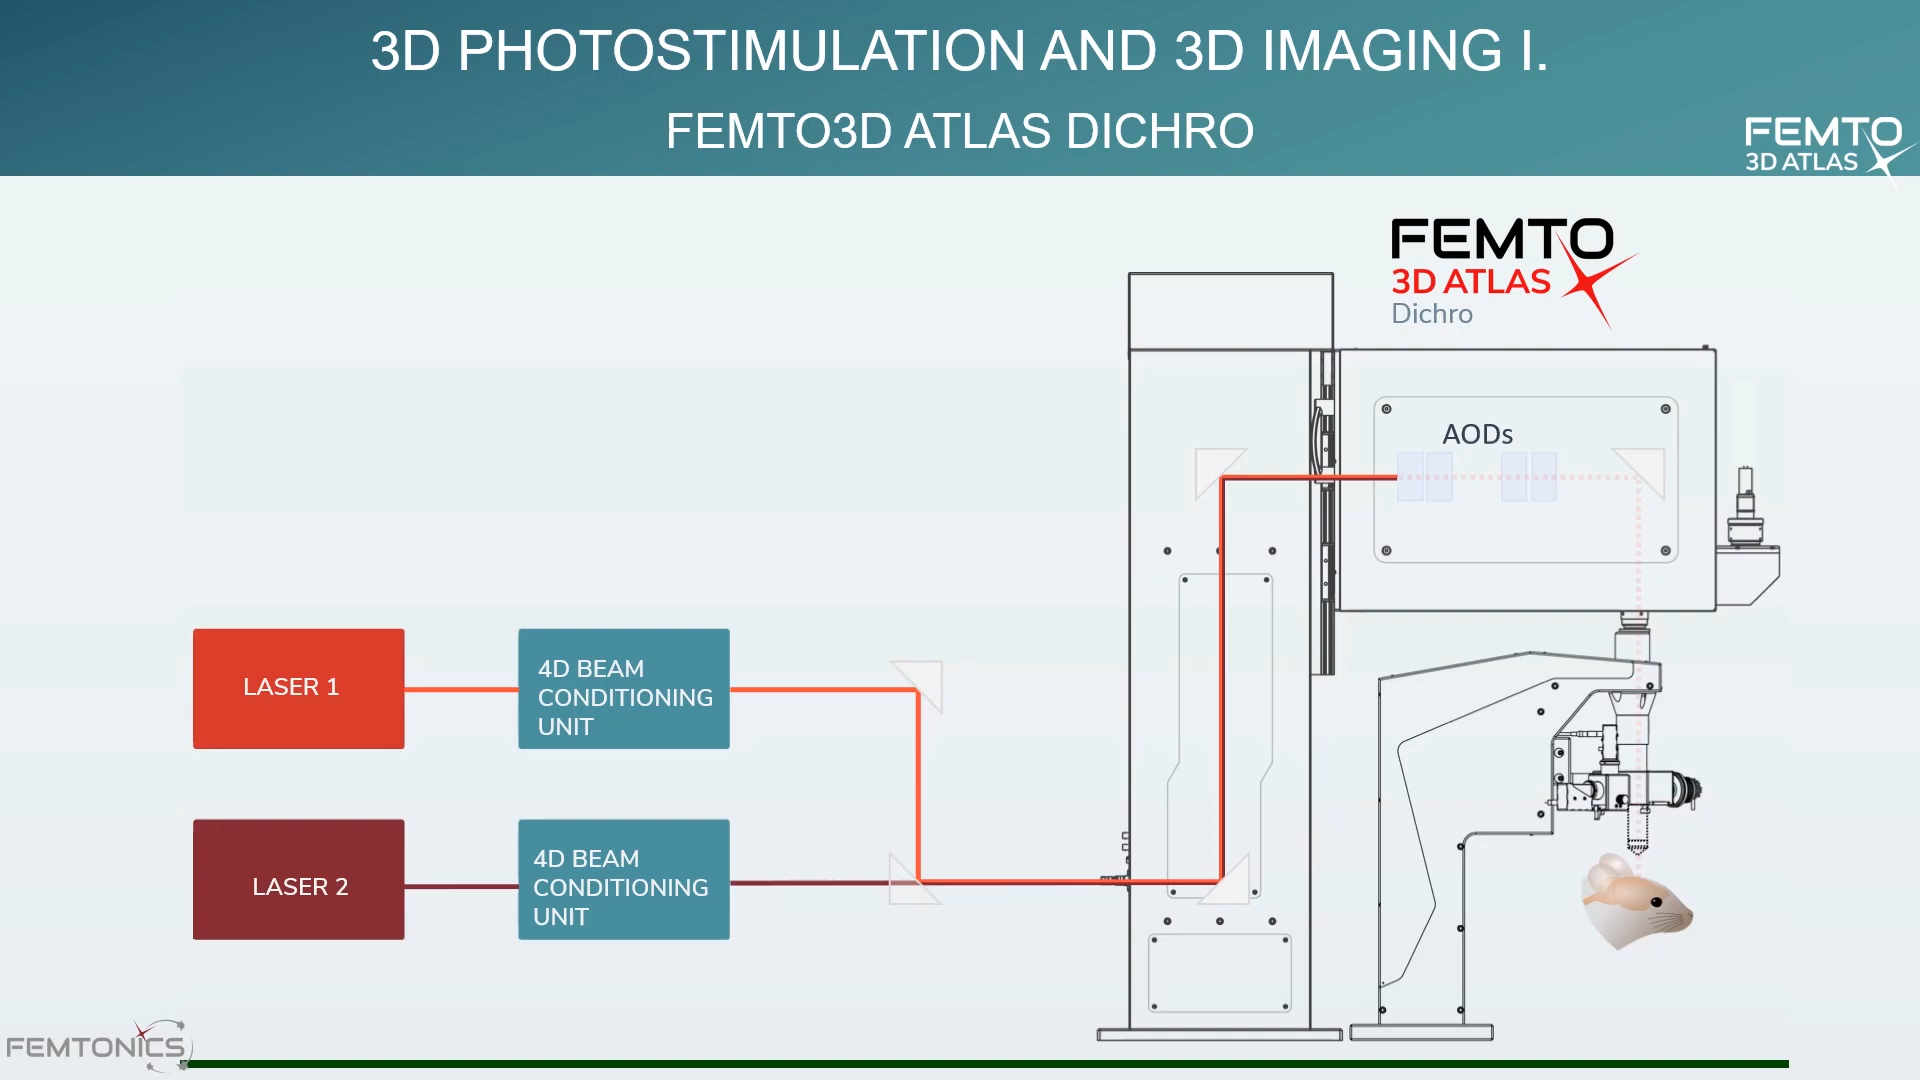 3D PHOTOSTIMULATION AND 3D IMAGING I.
FEMTO3D ATLAS DICHRO
FEMTO
3D ATLAS
FEMTO
3D ATLAS
Dichro
AODs
LASER 1
4D BEAM
CONDITIONING
UNIT
LASER 2
4D BEAM
CONDITIONING
UNIT
FEMTONICS